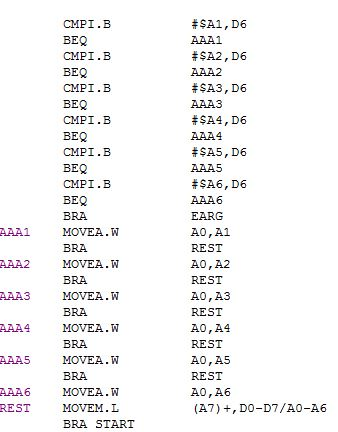 CMPI.B #$A1,D6
BEQ AAA1
CMPI.B #$A2,D6
BEQ AAA2
CMPI.B #$A3,D6
BEQ AAA3
CMPI.B #$A4,D6
BEQ AAA4
CMPI.B #$A5,D6
BEQ AAA5
CMPI.B #$A6,D6
BEQ AAA6
BRA EARG
AAA1 MOVEA.W A0,A1
BRA REST
AAA2 MOVEA.W A0,A2
BRA REST
AAA3 MOVEA.W A0,A3
BRA REST
AAA4 MOVEA.W A0,A4
BRA REST
AAA5 MOVEA.W A0,A5
BRA REST
AAA6 MOVEA.W A0,A6
REST MOVEM.L (A7)+,D0-D7/A0-A6
BRA START